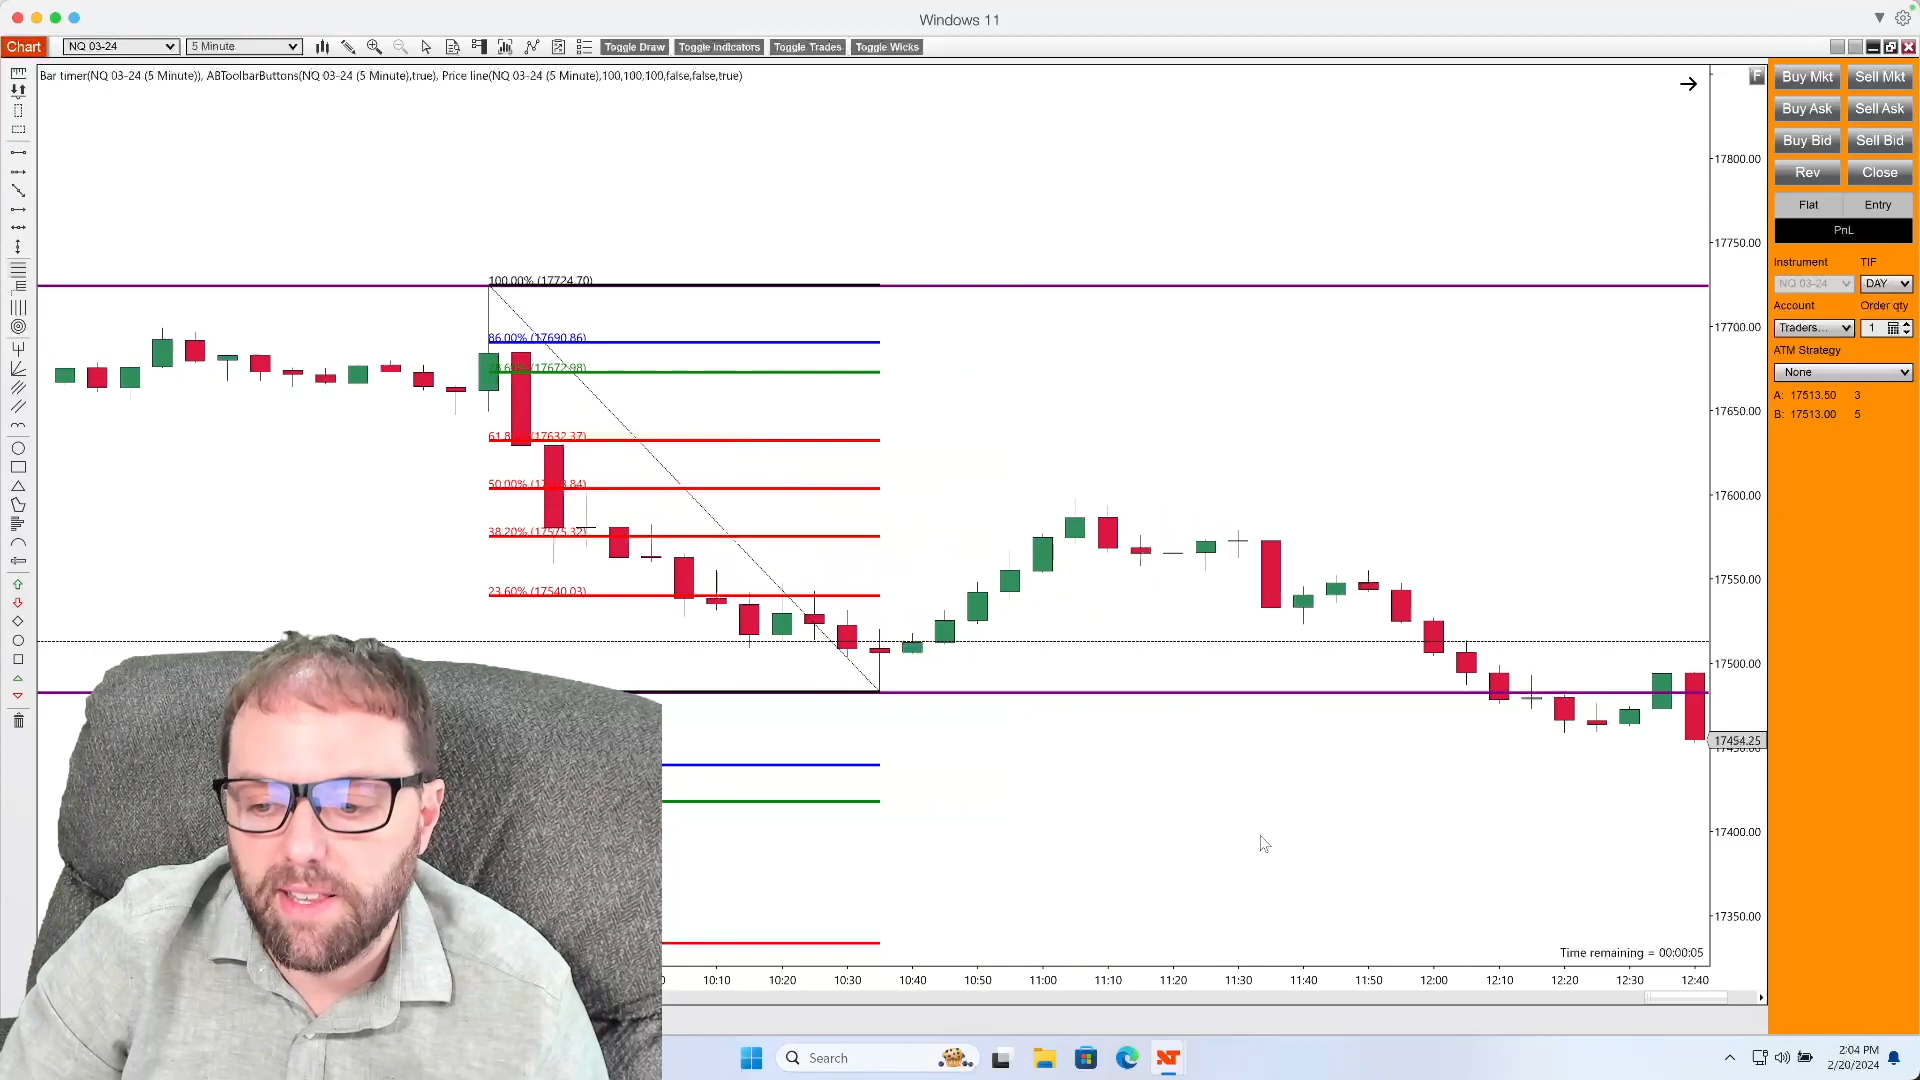 Windows 11
Chart
NQ 03-24
5 Minute
Toggle Draw
Toggle Indicators
Toggle Trades
Toggle Wicks
Bar timer(NQ 03-24 (5 Minute)), ABToolbarButtons(NQ 03-24 (5 Minute),true), Price line(NQ 03-24 (5 Minute),100,100,100,false,false,true)
F
Buy Mkt
Sell Mkt
Buy Ask
Sell Ask
Buy Bid
Sell Bid
Rev
Close
Flat
Entry
PnL
Instrument
TIF
NQ 03-24
DAY
Account
Order qty
Traders...
1
ATM Strategy
None
A: 17513.50 3
B: 17513.00 5
17800.00
17750.00
17700.00
17650.00
17600.00
17550.00
17500.00
17454.25
17400.00
17350.00
100.00% (17724.70)
86.00% (17690.86)
(17672.98)
(17632.37)
50.00%
38.20% (17575.32)
23.60% (17540.03)
Time remaining = 00:00:05
10:10
10:20
10:30
10:40
10:50
11:00
11:10
11:20
11:30
11:40
11:50
12:00
12:10
12:20
12:30
12:40
Search
2:04 PM
2/20/2024